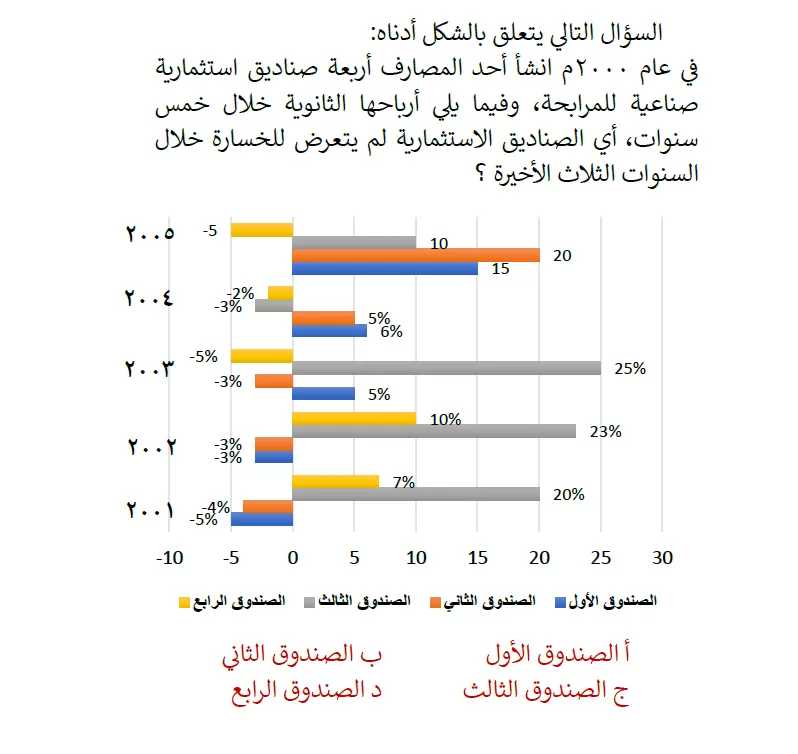 السؤال التالي يتعلق بالشكل أدناه:
في عام ٢٠٠٠م انشأ أحد المصارف أربعة صناديق استثمارية
صناعية للمرابحة، وفيما يلي أرباحها الثانوية خلال خمس
سنوات، أي الصناديق الاستثمارية لم يتعرض للخسارة خلال
السنوات الثلاث الأخيرة ؟
٢٠٠٥
-5
10
20
15
٢٠٠٤
-2%
-3%
5%
6%
٢٠٠٣
-5%
25%
-3%
5%
٢٠٠٢
10%
23%
-3%
-3%
٢٠٠١
7%
20%
-4%
-5%
-10 -5 0 5 10 15 20 25 30
الصندوق الأول الصندوق الثاني الصندوق الثالث الصندوق الرابع
أ الصندوق الأول ب الصندوق الثاني
ج الصندوق الثالث د الصندوق الرابع